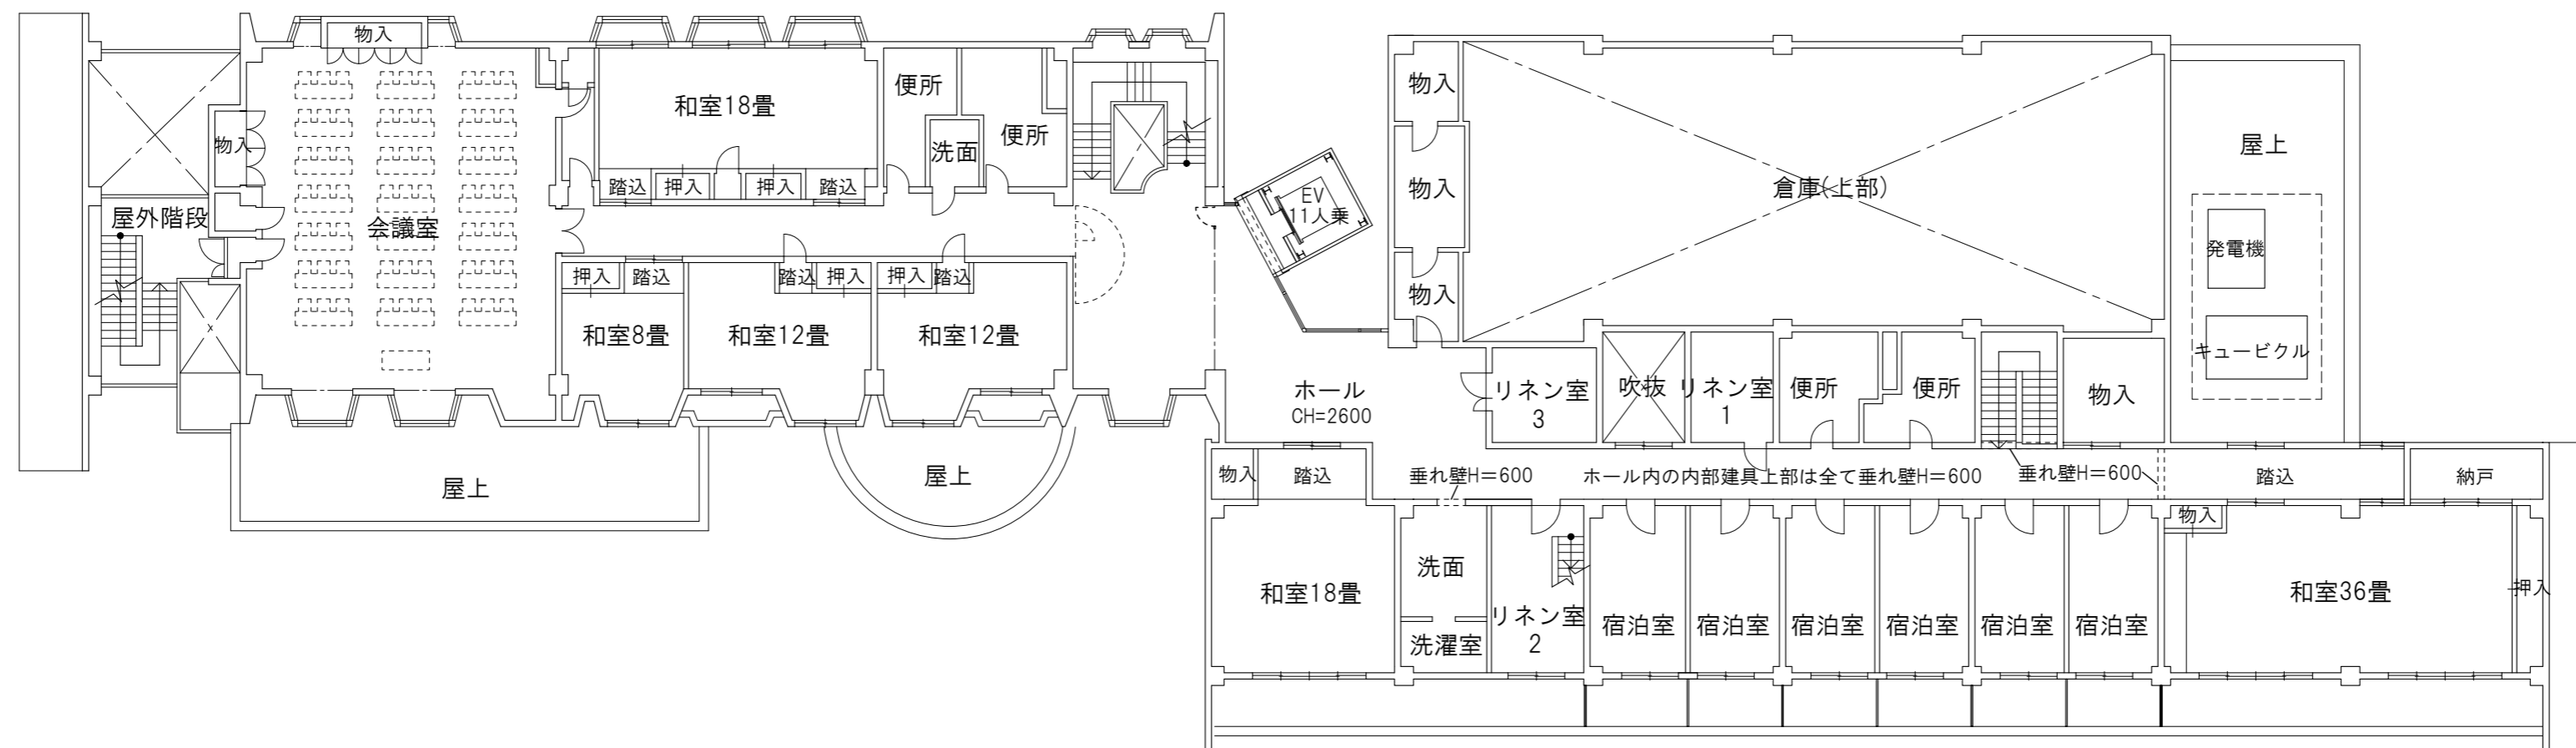 物入
物入
屋外階段
会議室
和室18畳
踏込
押入
押入
踏込
便所
洗面
便所
押入
踏込
踏込
押入
押入
踏込
和室8畳
和室12畳
和室12畳
屋上
屋上
EV
11人乗
物入
物入
物入
倉庫(上部)
屋上
発電機
キュービクル
ホール
CH=2600
リネン室
3
吹抜
リネン室
1
便所
便所
物入
物入
踏込
垂れ壁H=600
ホール内の内部建具上部は全て垂れ壁H=600
垂れ壁H=600
踏込
納戸
和室18畳
洗面
洗濯室
リネン室
2
宿泊室
宿泊室
宿泊室
宿泊室
宿泊室
宿泊室
物入
和室36畳
押入